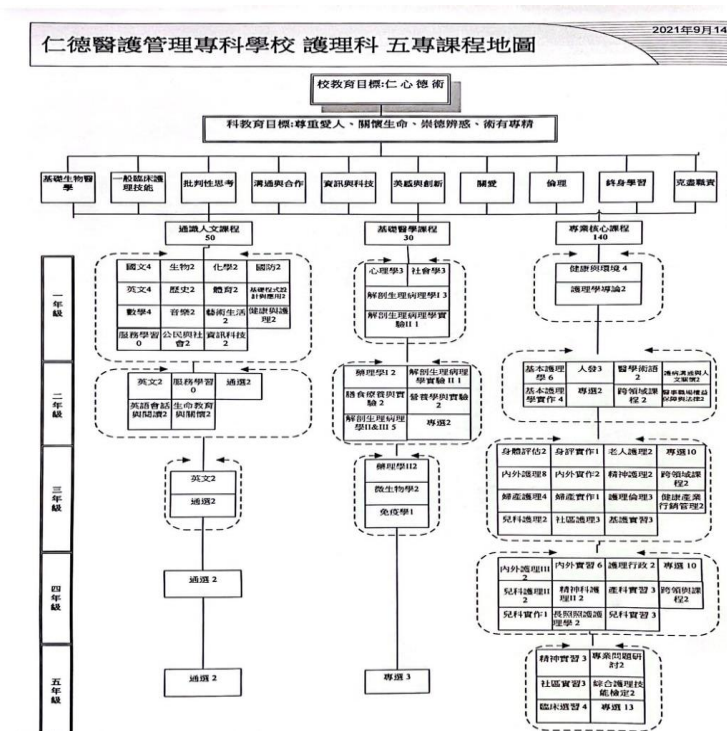 2021年9月14
仁德醫護管理專科學校 護理科 五專課程地圖
校教育目標:仁 心 德 術
科教育目標:尊重愛人、關懷生命、崇德辨惑、術有專精
基礎生物醫學
一般臨床護理技能
批判性思考
溝通與合作
資訊與科技
美感與創新
關愛
倫理
終身學習
克盡職責
通識人文課程
50
基礎醫學課程
30
專業核心課程
140
一年級
國文4 生物2 化學2 國防2
英文4 歷史2 體育2 基礎程式設計與應用2
數學4 音樂2 藝術生活2 健康與護理2
服務學習0 公民與社會2 資訊科技2
心理學3 社會學3
解剖生理病理學I 3
解剖生理病理學實驗II 1
健康與環境 4
護理學導論2
二年級
英文2 服務學習0 通選2
英語會話與閱讀2 生命教育與關懷2
藥理學I 2 解剖生理病理學實驗 II 1
膳食療養與實驗 2 營養學與實驗2
解剖生理病理學II&III 5 專選2
基本護理學 6 人發3 醫學術語2 護病溝通與人文關懷2
基本護理學實作 4 專選2 跨領域課程 2 醫事職場權益保障與法律2
三年級
英文2
通選2
藥理學II2
微生物學2
免疫學1
身體評估2 身評實作1 老人護理2 專選10
內外護理8 內外實作2 精神護理2 跨領域課程2
婦產護理4 婦產實作1 護理倫理3 健康產業行銷管理2
兒科護理2 社區護理3 基護實習3
四年級
通選 2
內外護理III 2 內外實習 6 護理行政 2 專選 10
兒科護理II 2 精神科護理II 2 產科實習 3 跨領與課程2
兒科實作1 長照照護護理學 2 兒科實習 3
五年級
通選 2
專選 3
精神實習 3 專業問題研討2
社區實習3 綜合護理技能檢定2
臨床選習 4 專選 13